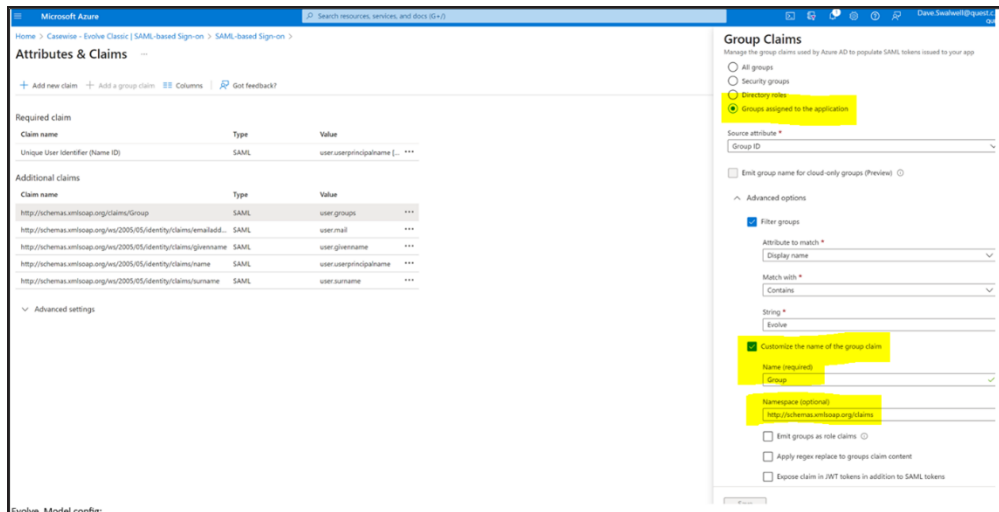 Microsoft Azure
Search resources, services, and docs (G+/)
Dave.Swalwell@quest.c
Home > Casewise - Evolve Classic | SAML-based Sign-on > SAML-based Sign-on >
Attributes & Claims
+ Add new claim + Add a group claim Columns Got feedback?
Required claim
Claim name Type Value
Unique User Identifier (Name ID) SAML user.userprincipalname [... •••
Additional claims
Claim name Type Value
http://schemas.xmlsoap.org/claims/Group SAML user.groups •••
http://schemas.xmlsoap.org/ws/2005/05/identity/claims/emailadd... SAML user.mail •••
http://schemas.xmlsoap.org/ws/2005/05/identity/claims/givenname SAML user.givenname •••
http://schemas.xmlsoap.org/ws/2005/05/identity/claims/name SAML user.userprincipalname •••
http://schemas.xmlsoap.org/ws/2005/05/identity/claims/surname SAML user.surname •••
Advanced settings
Group Claims
Manage the group claims used by Azure AD to populate SAML tokens issued to your app
All groups
Security groups
Directory roles
Groups assigned to the application
Source attribute *
Group ID
Emit group name for cloud-only groups (Preview)
Advanced options
Filter groups
Attribute to match *
Display name
Match with *
Contains
String *
Evolve
Customize the name of the group claim
Name (required)
Group
Namespace (optional)
http://schemas.xmlsoap.org/claims
Emit groups as role claims
Apply regex replace to groups claim content
Expose claim in JWT tokens in addition to SAML tokens
Save
Evolve Model config: